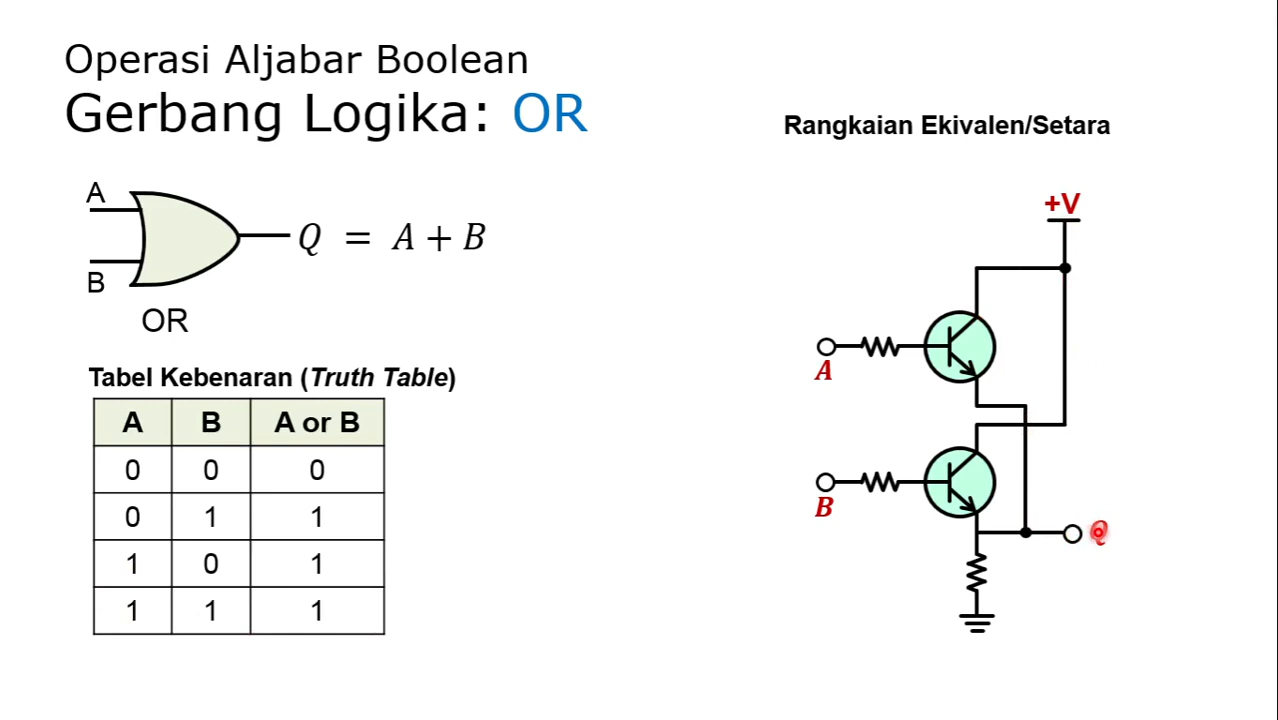 Operasi Aljabar Boolean
Gerbang Logika: OR
Rangkaian Ekivalen/Setara
A
B
Q = A + B
OR
Tabel Kebenaran (Truth Table)
A B A or B
0 0 0
0 1 1
1 0 1
1 1 1
+V
A
B
Q